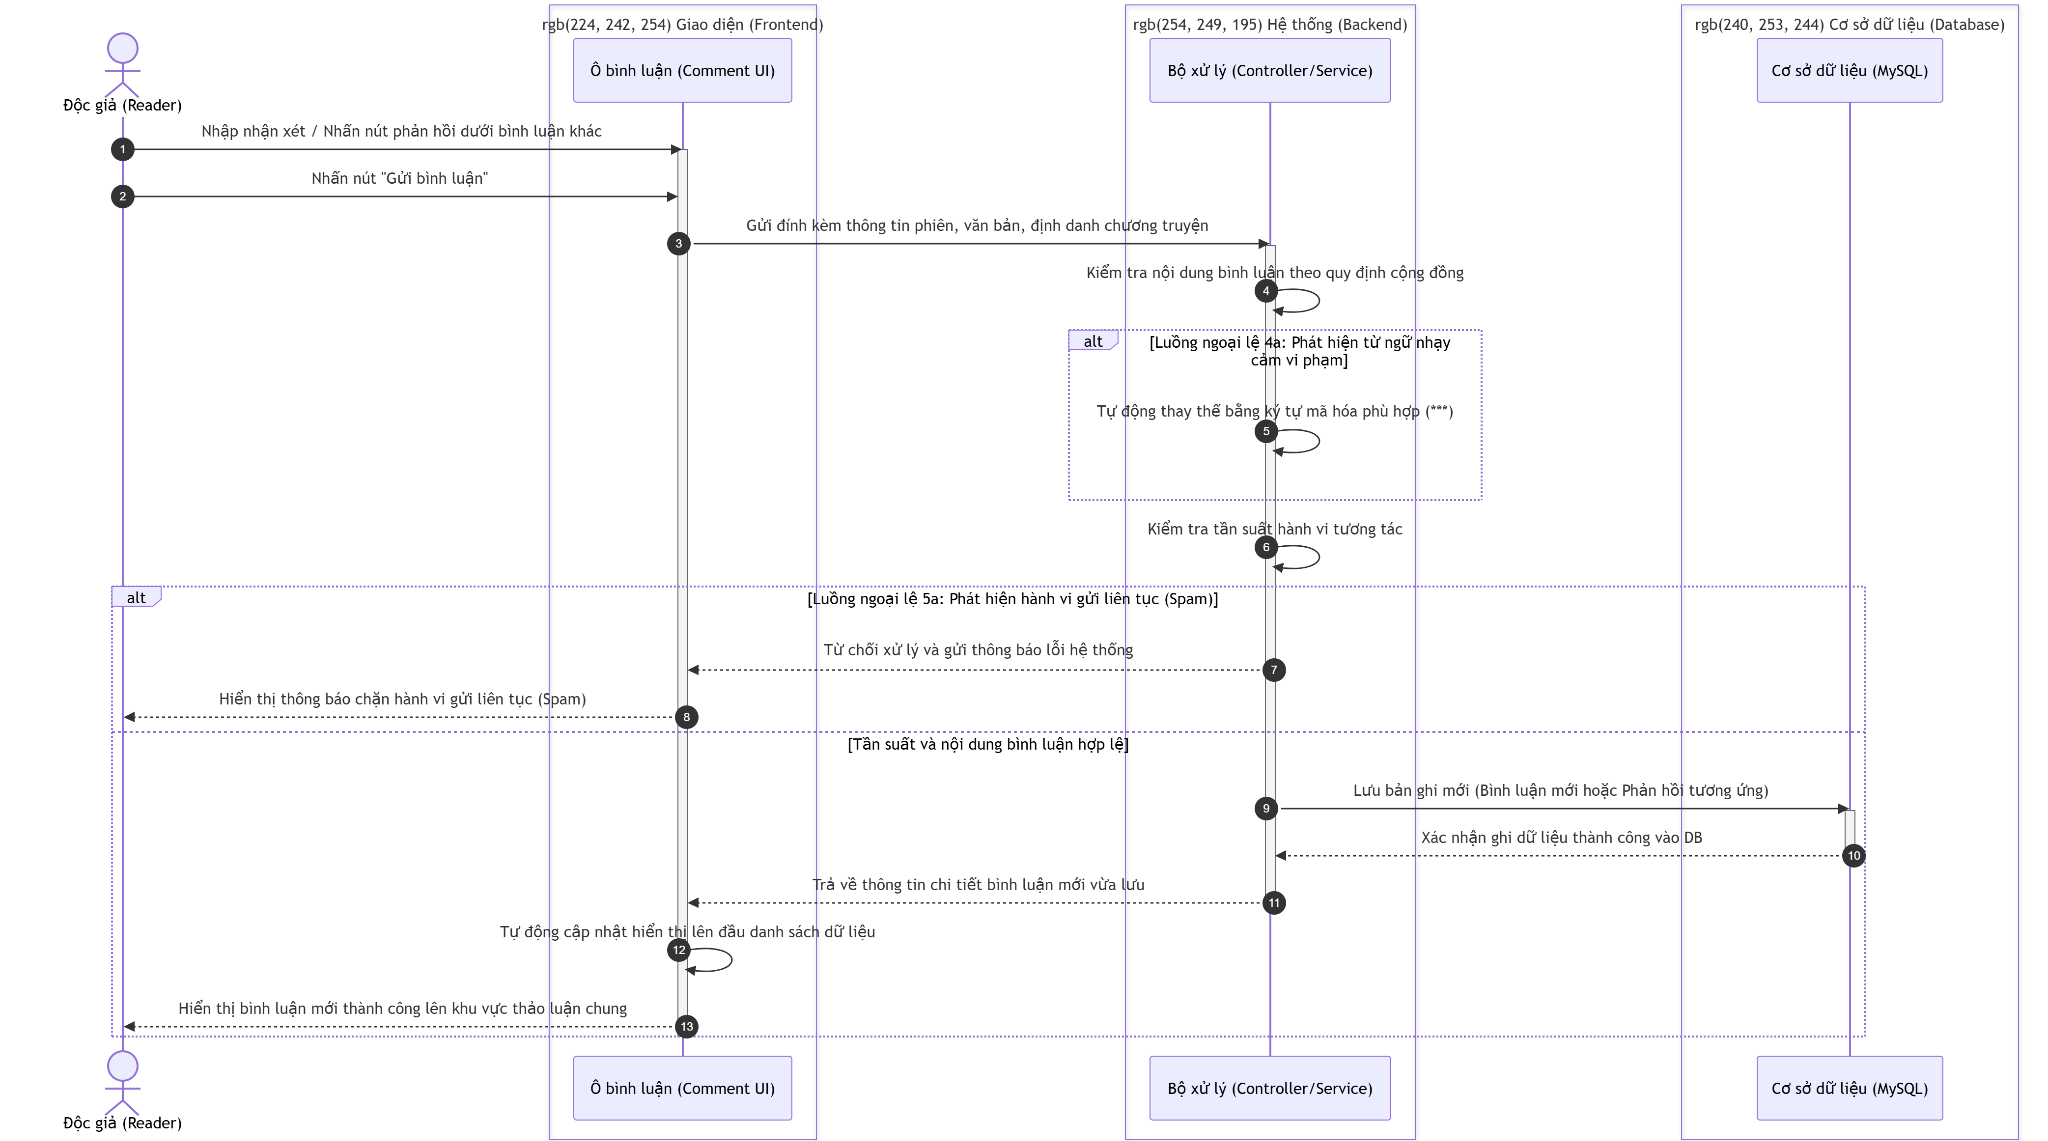 rgb(224, 242, 254) Giao diện (Frontend)
rgb(254, 249, 195) Hệ thống (Backend)
rgb(240, 253, 244) Cơ sở dữ liệu (Database)
Độc giả (Reader)
Ô bình luận (Comment UI)
Bộ xử lý (Controller/Service)
Cơ sở dữ liệu (MySQL)
Nhập nhận xét / Nhấn nút phản hồi dưới bình luận khác
1
Nhấn nút "Gửi bình luận"
2
Gửi đính kèm thông tin phiên, văn bản, định danh chương truyện
3
Kiểm tra nội dung bình luận theo quy định cộng đồng
4
alt
[Luồng ngoại lệ 4a: Phát hiện từ ngữ nhạy
cảm vi phạm]
Tự động thay thế bằng ký tự mã hóa phù hợp (***)
5
Kiểm tra tần suất hành vi tương tác
6
alt
[Luồng ngoại lệ 5a: Phát hiện hành vi gửi liên tục (Spam)]
Từ chối xử lý và gửi thông báo lỗi hệ thống
7
Hiển thị thông báo chặn hành vi gửi liên tục (Spam)
8
[Tần suất và nội dung bình luận hợp lệ]
Lưu bản ghi mới (Bình luận mới hoặc Phản hồi tương ứng)
9
Xác nhận ghi dữ liệu thành công vào DB
10
Trả về thông tin chi tiết bình luận mới vừa lưu
11
Tự động cập nhật hiển thị lên đầu danh sách dữ liệu
12
Hiển thị bình luận mới thành công lên khu vực thảo luận chung
13
Độc giả (Reader)
Ô bình luận (Comment UI)
Bộ xử lý (Controller/Service)
Cơ sở dữ liệu (MySQL)